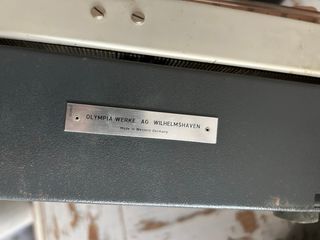 OLYMPIA WERKE AG. WILHELMSHAVEN
Made in Western Germany